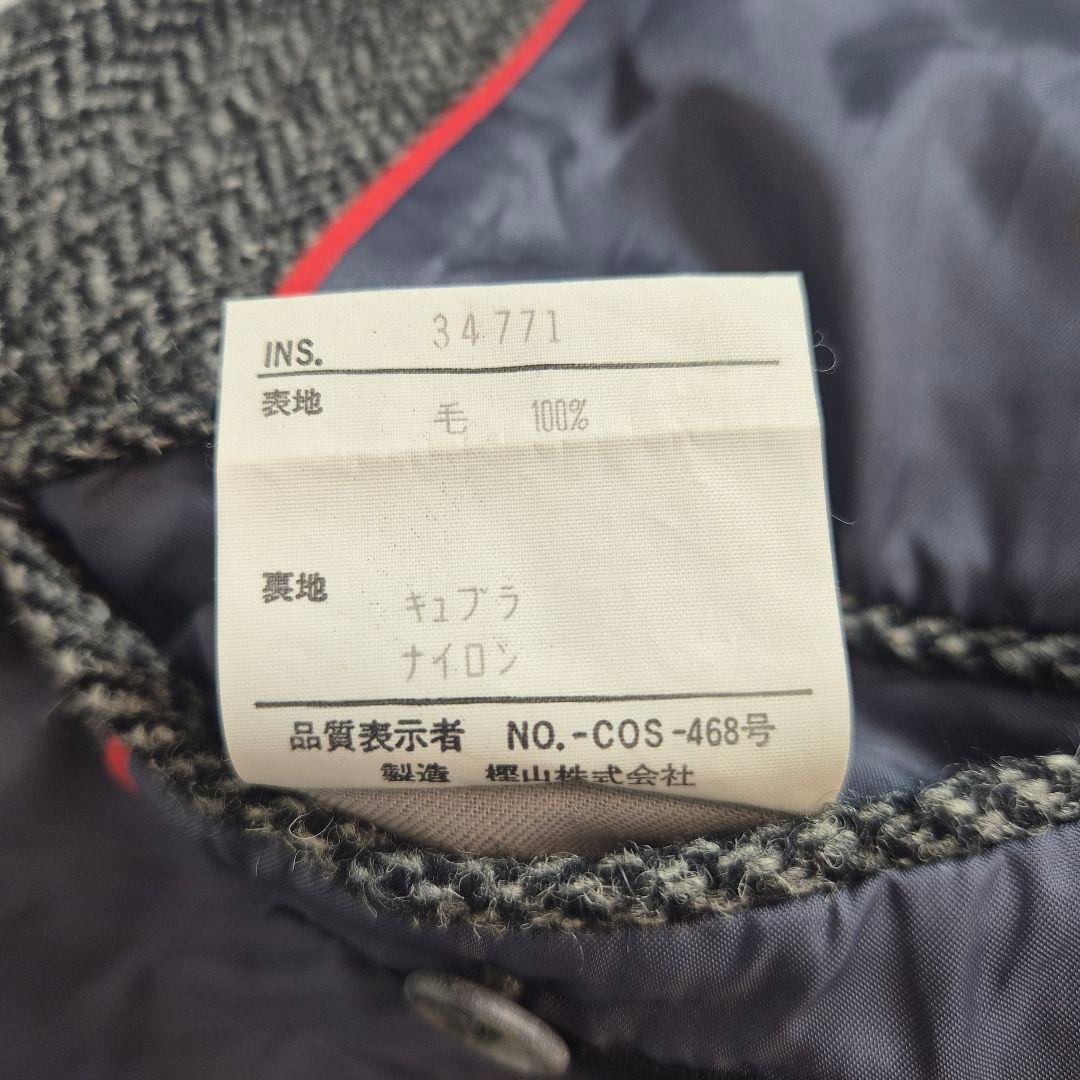 INS. 34771
表地
毛 100%
裏地
キュプラ
ナイロン
品質表示者 NO.-COS-468号
製造 樫山株式会社